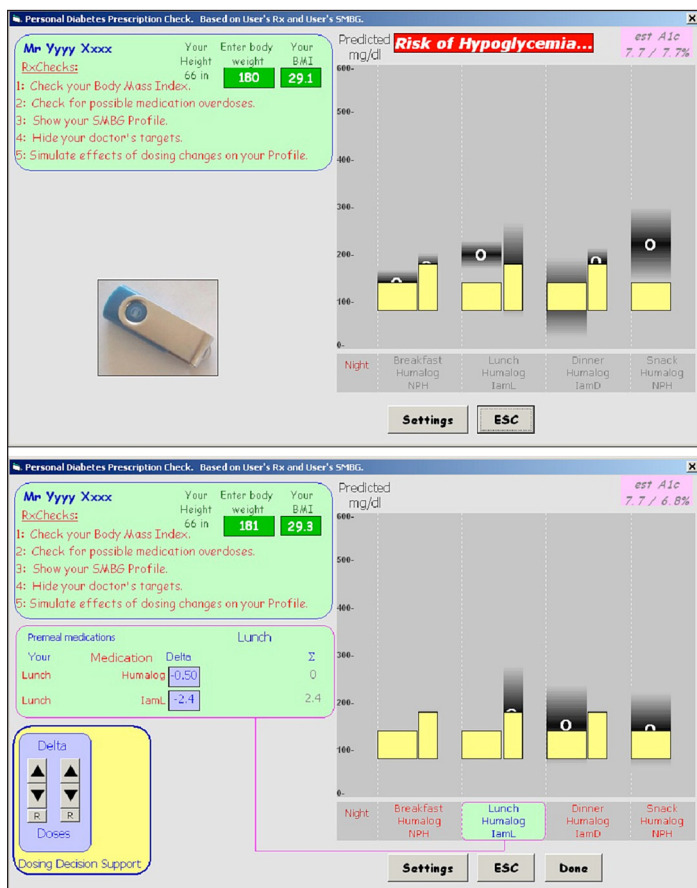 Personal Diabetes Prescription Check. Based on User's Rx and User's SMBG.
Mr Yyyy Xxxx
RxChecks:
Your Height
66 in
Enter body weight
180
Your BMI
29.1
1: Check your Body Mass Index.
2: Check for possible medication overdoses.
3: Show your SMBG Profile.
4: Hide your doctor's targets.
5: Simulate effects of dosing changes on your Profile.
Predicted
mg/dl
Risk of Hypoglycemia...
est A1c
7.7 / 7.7%
600-
500-
400-
300-
200-
100-
0-
Night
Breakfast
Humalog
NPH
Lunch
Humalog
IamL
Dinner
Humalog
IamD
Snack
Humalog
NPH
Settings
ESC
Personal Diabetes Prescription Check. Based on User's Rx and User's SMBG.
Mr Yyyy Xxxx
RxChecks:
Your Height
66 in
Enter body weight
181
Your BMI
29.3
1: Check your Body Mass Index.
2: Check for possible medication overdoses.
3: Show your SMBG Profile.
4: Hide your doctor's targets.
5: Simulate effects of dosing changes on your Profile.
Premeal medications
Lunch
Your
Medication
Delta
Σ
Lunch
Humalog
-0.50
0
Lunch
IamL
-2.4
2.4
Delta
R
R
Doses
Dosing Decision Support
Predicted
mg/dl
est A1c
7.7 / 6.8%
600-
500-
400-
300-
200-
100-
0-
Night
Breakfast
Humalog
NPH
Lunch
Humalog
IamL
Dinner
Humalog
IamD
Snack
Humalog
NPH
Settings
ESC
Done